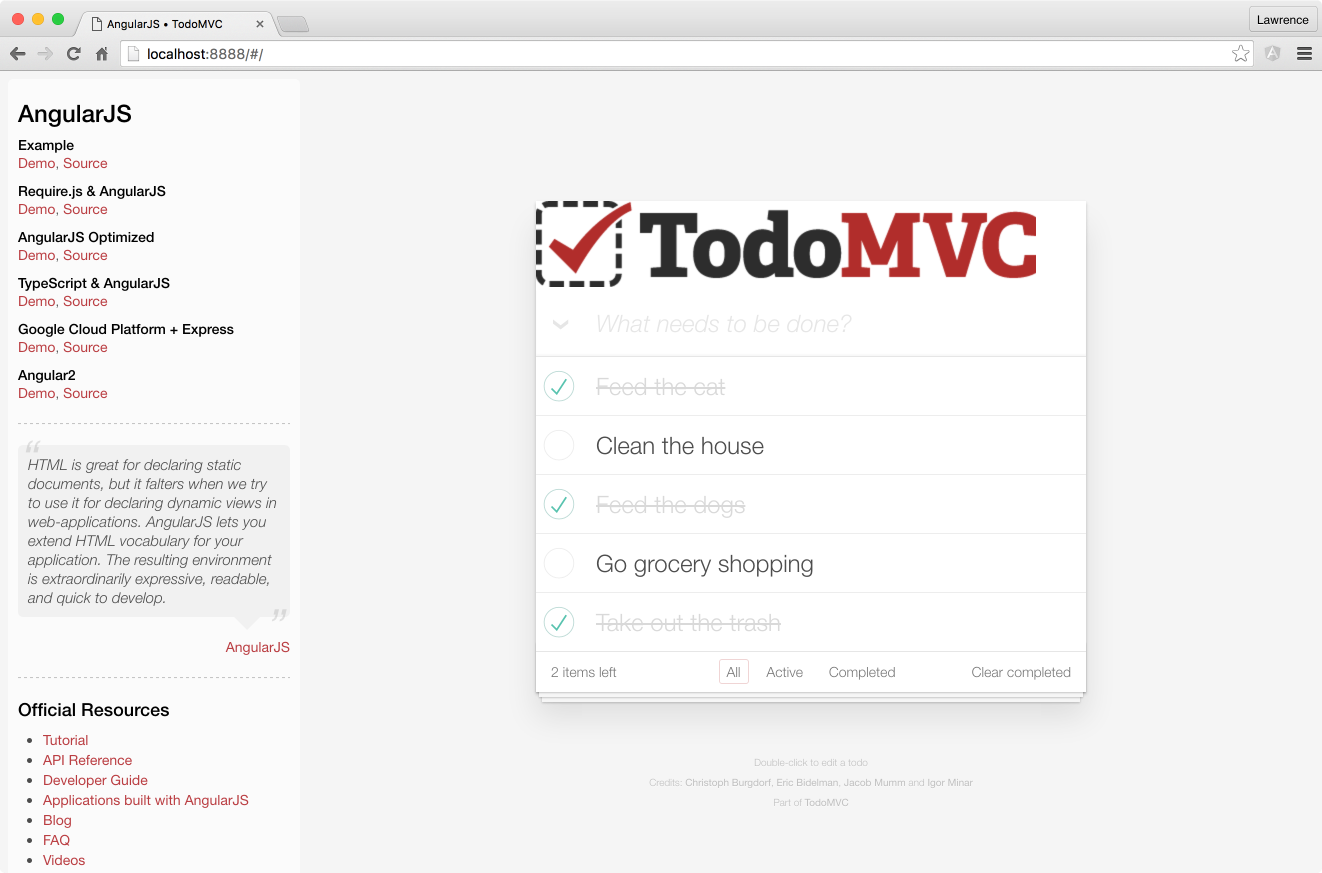 AngularJS • TodoMVC
Lawrence
localhost:8888/#/
AngularJS
Example
Demo, Source
Require.js & AngularJS
Demo, Source
AngularJS Optimized
Demo, Source
TypeScript & AngularJS
Demo, Source
Google Cloud Platform + Express
Demo, Source
Angular2
Demo, Source
“
HTML is great for declaring static
documents, but it falters when we try
to use it for declaring dynamic views in
web-applications. AngularJS lets you
extend HTML vocabulary for your
application. The resulting environment
is extraordinarily expressive, readable,
and quick to develop.
”
AngularJS
Official Resources
• Tutorial
• API Reference
• Developer Guide
• Applications built with AngularJS
• Blog
• FAQ
• Videos
TodoMVC
What needs to be done?
Feed the cat
Clean the house
Feed the dogs
Go grocery shopping
Take out the trash
2 items left All Active Completed Clear completed
Double-click to edit a todo
Credits: Christoph Burgdorf, Eric Bidelman, Jacob Mumm and Igor Minar
Part of TodoMVC